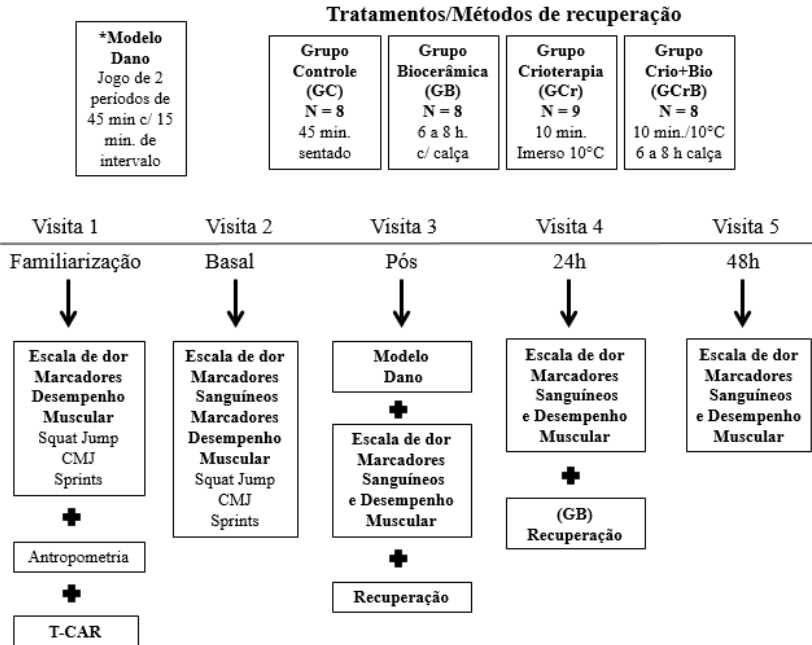 Tratamentos/Métodos de recuperação
*Modelo
Dano
Jogo de 2
períodos de
45 min c/ 15
min. de
intervalo
Grupo
Controle
(GC)
N = 8
45 min.
sentado
Grupo
Biocerâmica
(GB)
N = 8
6 a 8 h.
c/ calça
Grupo
Crioterapia
(GCr)
N = 9
10 min.
Imerso 10°C
Grupo
Crio+Bio
(GCrB)
N = 8
10 min./10°C
6 a 8 h calça
Visita 1
Visita 2
Visita 3
Visita 4
Visita 5
Familiarização
Basal
Pós
24h
48h
Escala de dor
Marcadores
Desempenho
Muscular
Squat Jump
CMJ
Sprints
Antropometria
T-CAR
Escala de dor
Marcadores
Sanguíneos
Marcadores
Desempenho
Muscular
Squat Jump
CMJ
Sprints
Modelo
Dano
Escala de dor
Marcadores
Sanguíneos
e Desempenho
Muscular
Recuperação
Escala de dor
Marcadores
Sanguíneos
e Desempenho
Muscular
(GB)
Recuperação
Escala de dor
Marcadores
Sanguíneos
e Desempenho
Muscular